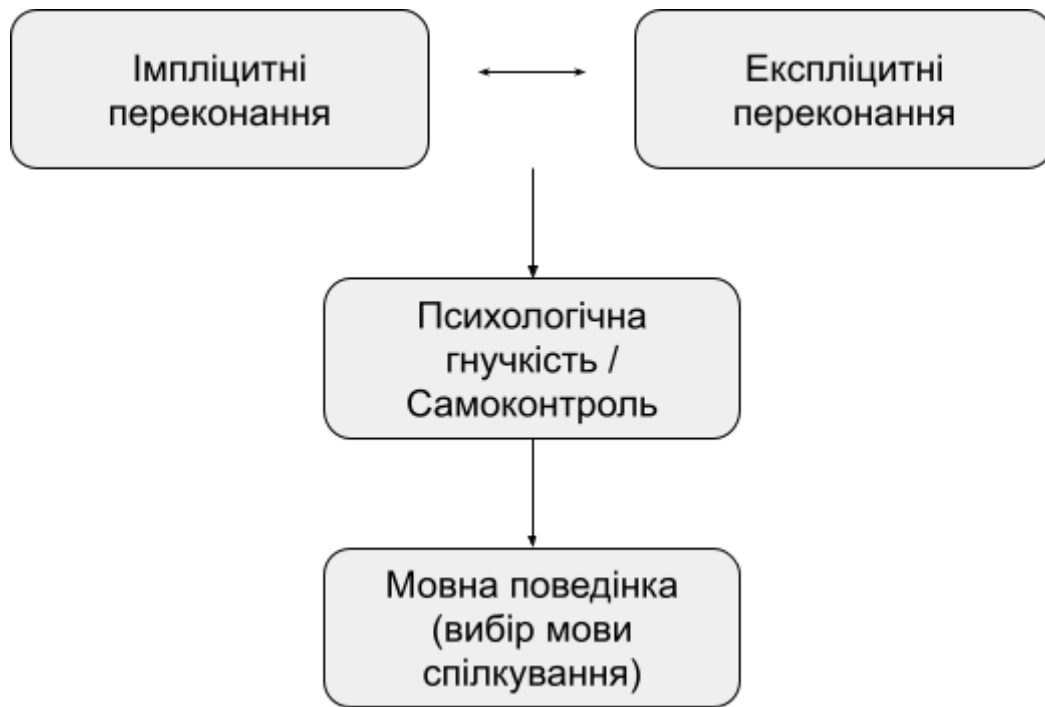 Імпліцитні
переконання
Експліцитні
переконання
Психологічна
гнучкість /
Самоконтроль
Мовна поведінка
(вибір мови
спілкування)